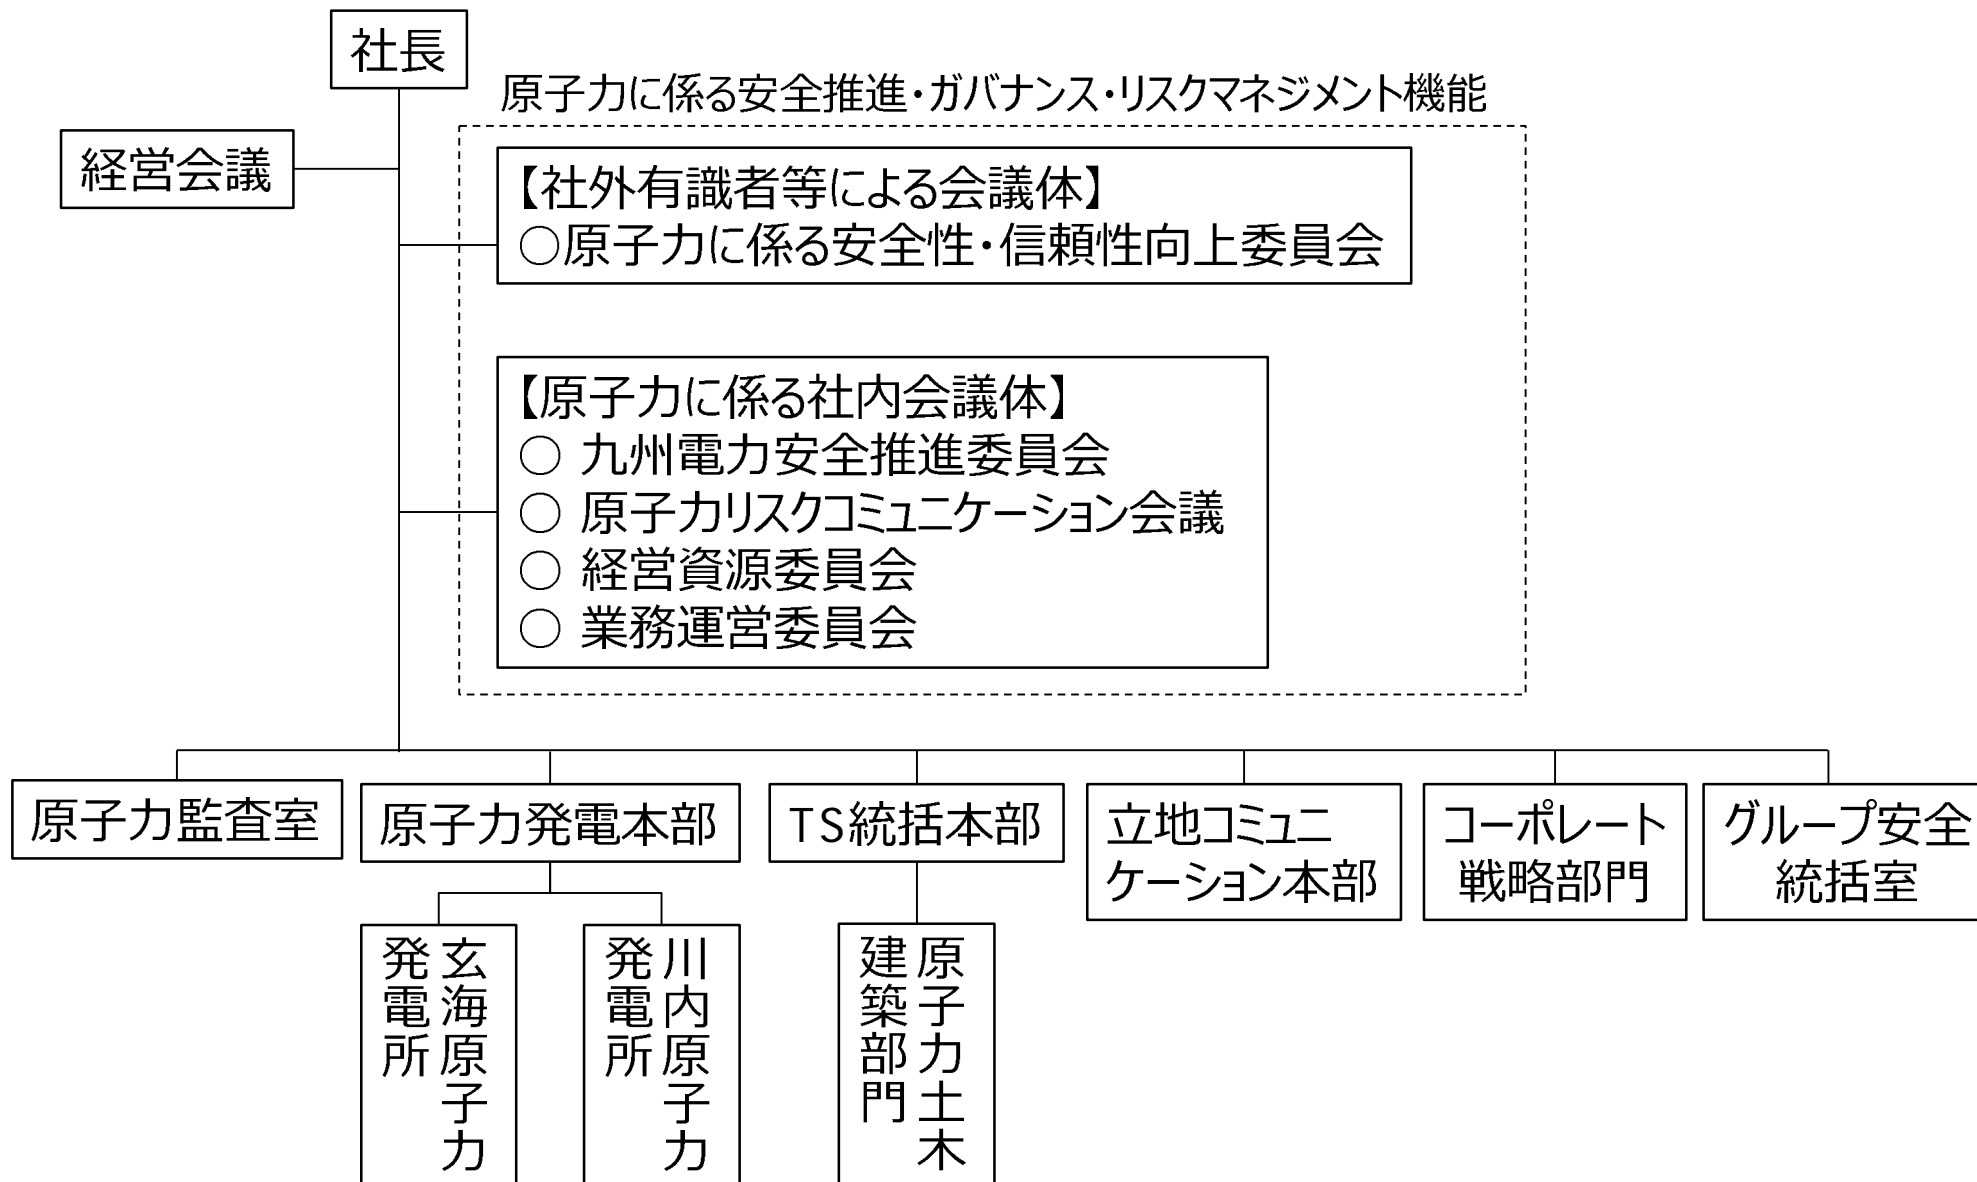 社長
原子力に係る安全推進・ガバナンス・リスクマネジメント機能
経営会議
【社外有識者等による会議体】
○原子力に係る安全性・信頼性向上委員会
【原子力に係る社内会議体】
○ 九州電力安全推進委員会
○ 原子力リスクコミュニケーション会議
○ 経営資源委員会
○ 業務運営委員会
原子力監査室
原子力発電本部
TS統括本部
立地コミュニ
ケーション本部
コーポレート
戦略部門
グループ安全
統括室
玄海原子力
発電所
川内原子力
発電所
原子力土木
建築部門